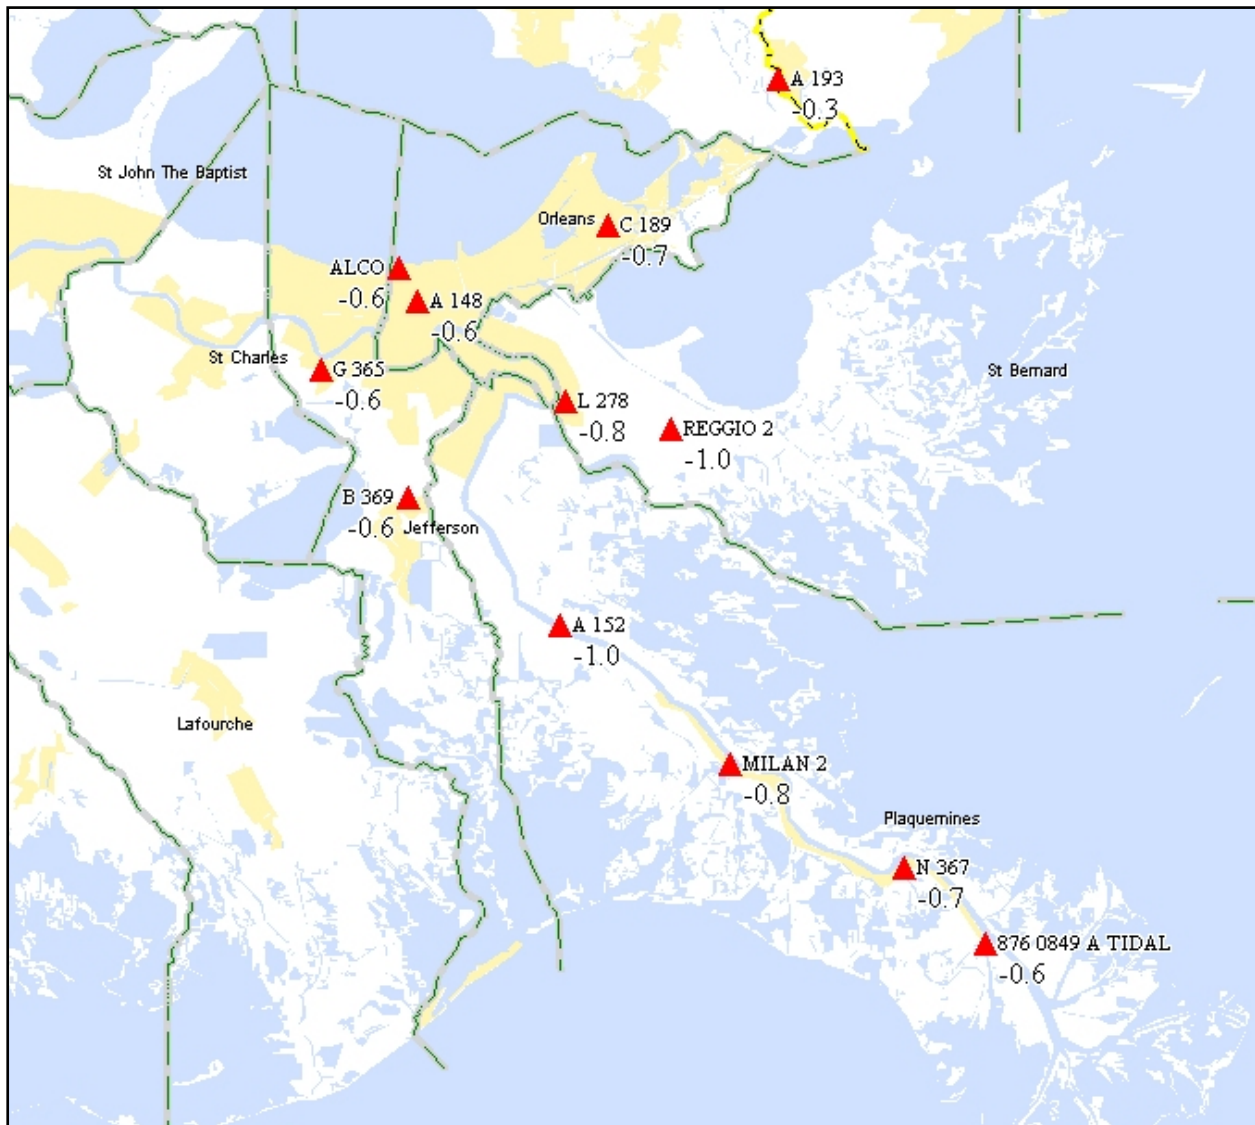 A 193
-0.3
St John The Baptist
Orleans
C 189
-0.7
ALCO
-0.6
A 148
-0.6
St Charles
G 365
-0.6
St Bernard
L 278
-0.8
REGGIO 2
-1.0
B 369
-0.6
Jefferson
A 152
-1.0
Lafourche
MILAN 2
-0.8
Plaquemines
N 367
-0.7
876 0849 A TIDAL
-0.6